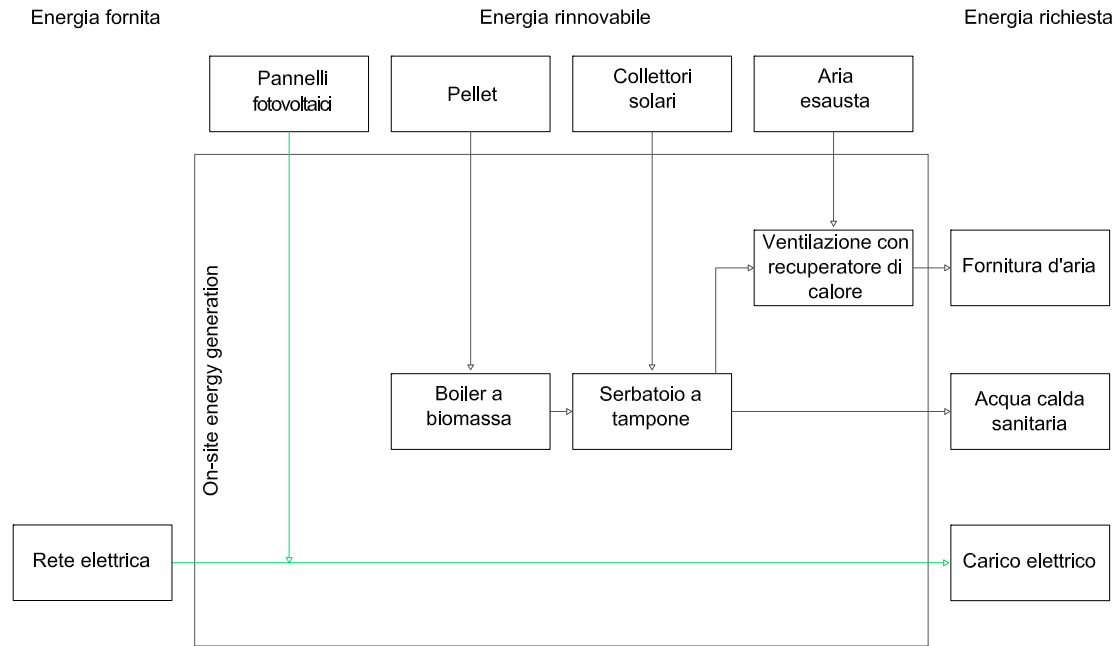 Energia fornita
Energia rinnovabile
Energia richiesta
Pannelli
fotovoltaici
Pellet
Collettori
solari
Aria
esausta
Ventilazione con
recuperatore di
calore
Fornitura d'aria
On-site energy generation
Boiler a
biomassa
Serbatoio a
tampone
Acqua calda
sanitaria
Rete elettrica
Carico elettrico